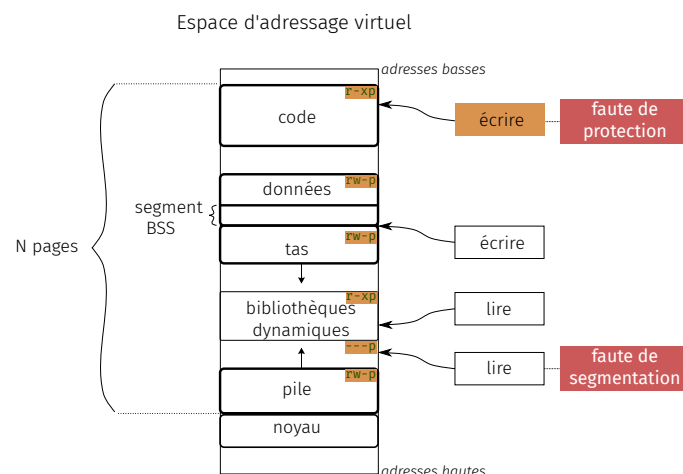 Espace d'adressage virtuel
adresses basses
r-xp
code
écrire
faute de
protection
rw-p
données
segment
BSS
N pages
rw-p
tas
écrire
r-xp
bibliothèques
dynamiques
lire
---p
lire
faute de
segmentation
rw-p
pile
noyau
adresses hautes